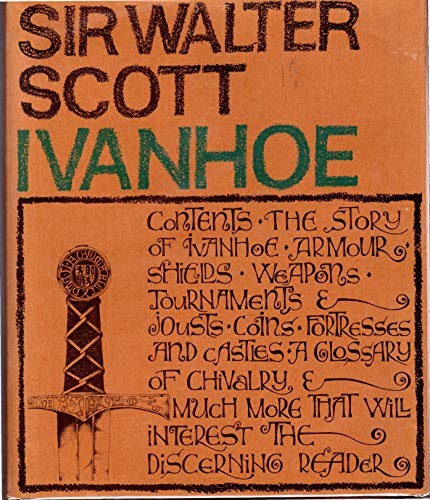 SIR WALTER
SCOTT
IVANHOE
CONTENTS · THE STORY
OF IVANHOE · ARMOUR ·
SHIELDS · WEAPONS ·
TOURNAMENTS &
JOUSTS · COINS · FORTRESSES
AND CASTLES · A GLOSSARY
OF CHIVALRY, &
MUCH MORE THAT WILL
INTEREST THE
DISCERNING READER